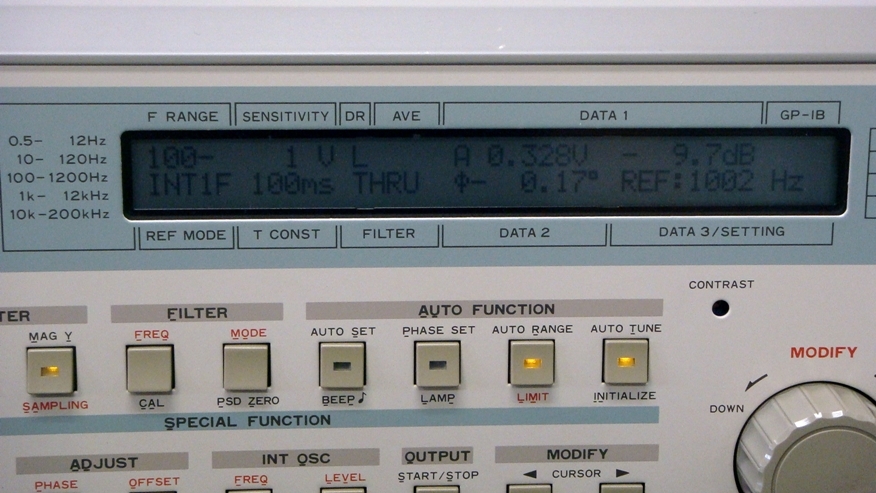 F RANGE SENSITIVITY DR AVE DATA 1 GP-IB
0.5- 12Hz
10- 120Hz
100-1200Hz
1k- 12kHz
10k-200kHz
100- 1 V L A 0.328V - 9.7dB
INT1F 100ms THRU Φ- 0.17° REF:1002 Hz
REF MODE T CONST FILTER DATA 2 DATA 3/SETTING
CONTRAST
TER FILTER AUTO FUNCTION
MAG Y FREQ MODE AUTO SET PHASE SET AUTO RANGE AUTO TUNE
MODIFY
SAMPLING CAL PSD ZERO BEEP♪ LAMP LIMIT INITIALIZE
DOWN
SPECIAL FUNCTION
ADJUST INT OSC OUTPUT MODIFY
PHASE OFFSET FREQ LEVEL START/STOP ◄ CURSOR ►